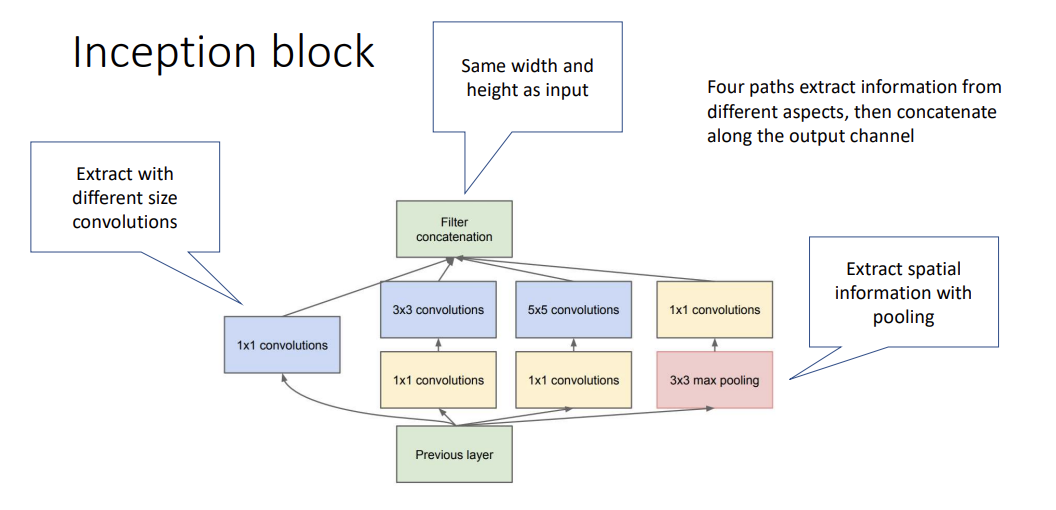 Inception block
Same width and
height as input
Four paths extract information from
different aspects, then concatenate
along the output channel
Extract with
different size
convolutions
Filter
concatenation
Extract spatial
information with
pooling
3x3 convolutions
5x5 convolutions
1x1 convolutions
1x1 convolutions
1x1 convolutions
1x1 convolutions
3x3 max pooling
Previous layer